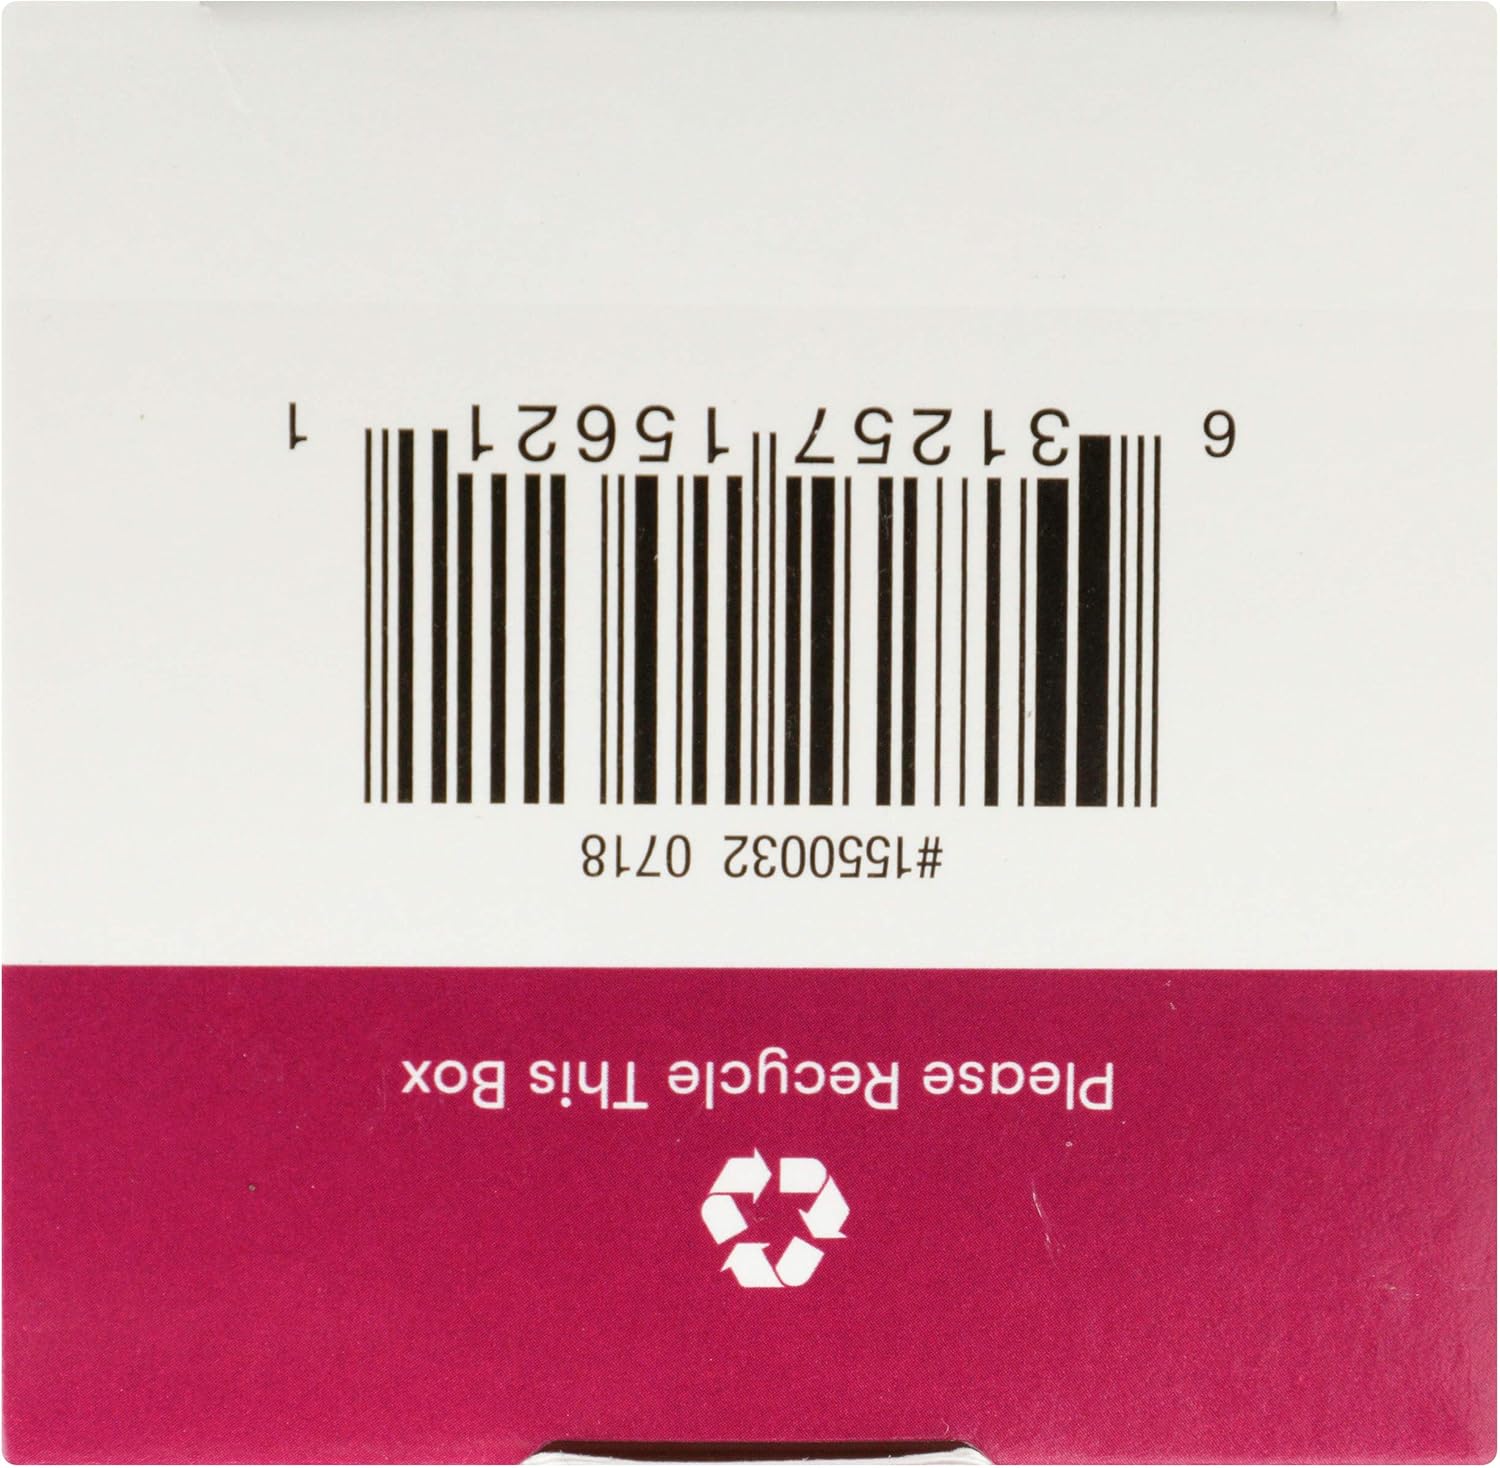 Please Recycle This Box
#1550032 0718
6 31257 15621 1